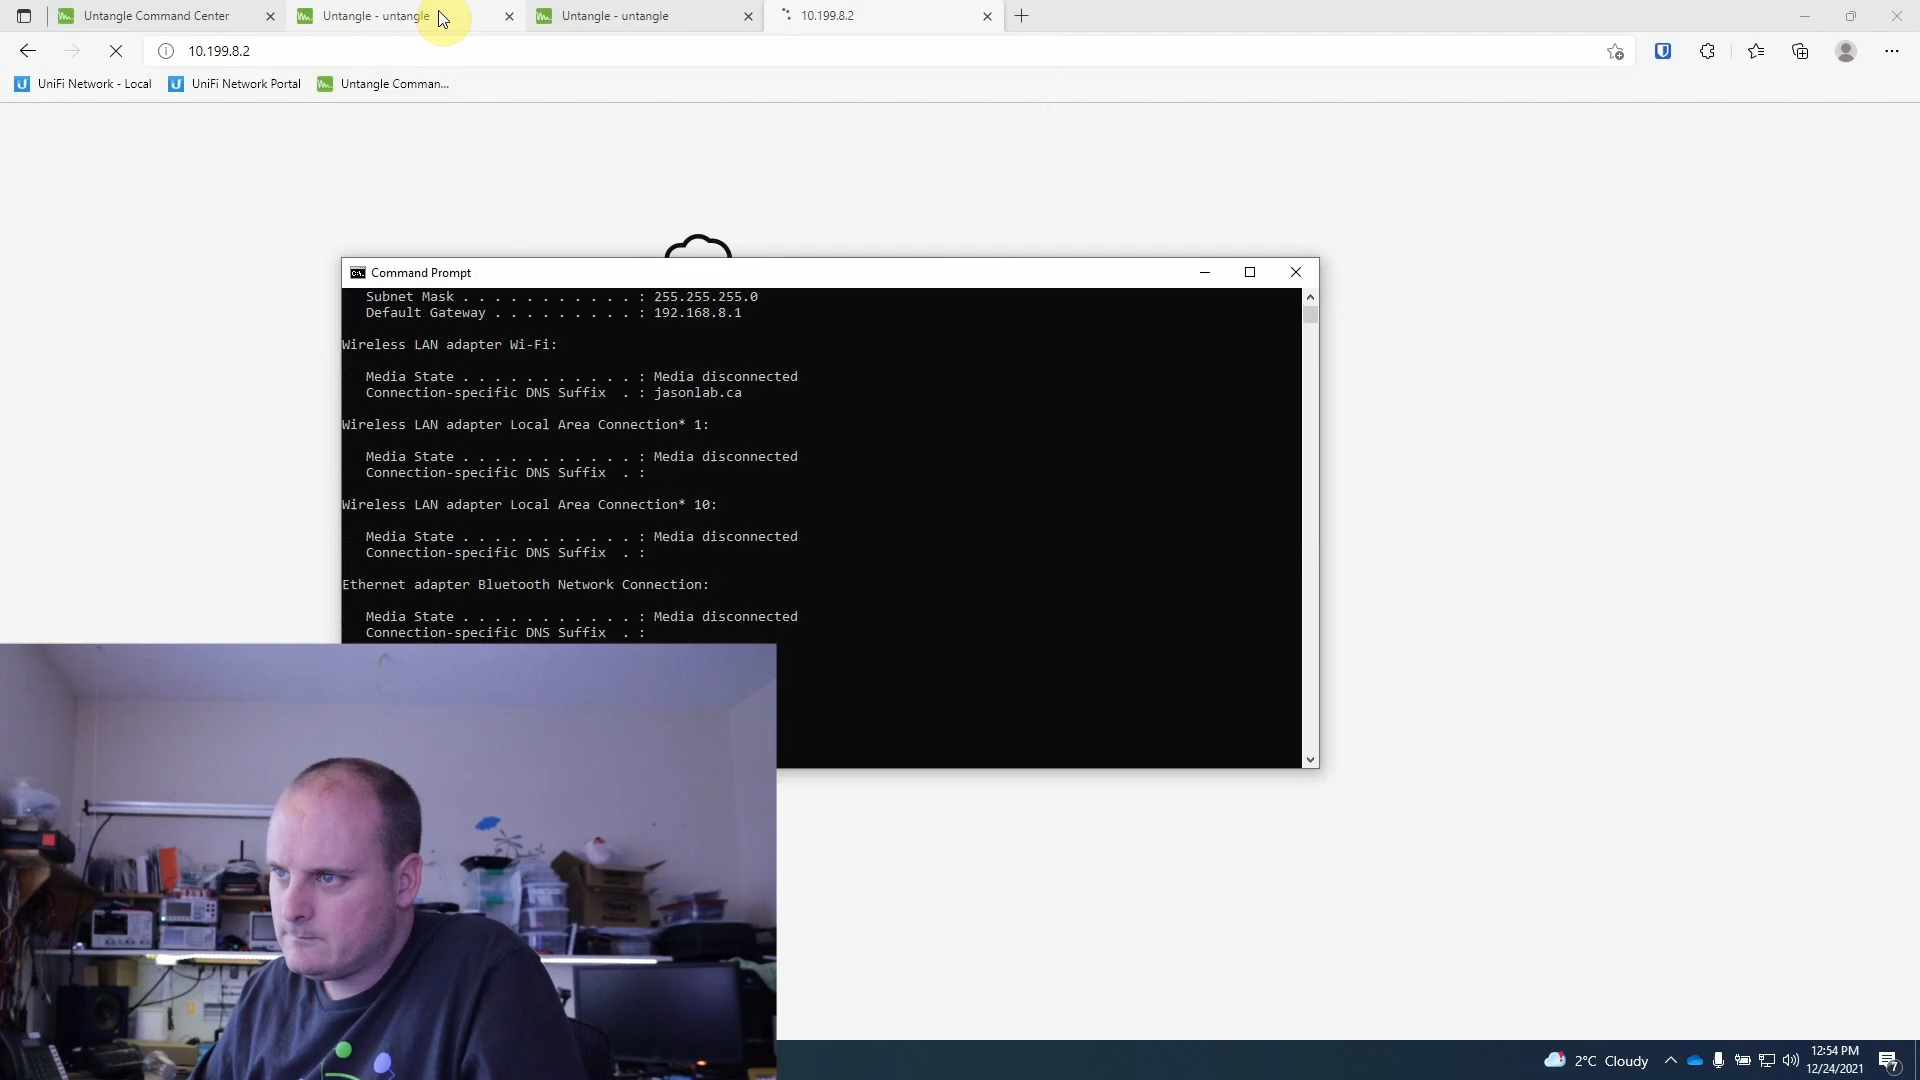 Untangle Command Center
Untangle - untangle
Untangle - untangle
10.199.8.2
10.199.8.2
UniFi Network - Local
UniFi Network Portal
Untangle Comman...
Command Prompt
Subnet Mask . . . . . . . . . . . : 255.255.255.0
Default Gateway . . . . . . . . . : 192.168.8.1
Wireless LAN adapter Wi-Fi:
Media State . . . . . . . . . . . : Media disconnected
Connection-specific DNS Suffix  . : jasonlab.ca
Wireless LAN adapter Local Area Connection* 1:
Media State . . . . . . . . . . . : Media disconnected
Connection-specific DNS Suffix  . :
Wireless LAN adapter Local Area Connection* 10:
Media State . . . . . . . . . . . : Media disconnected
Connection-specific DNS Suffix  . :
Ethernet adapter Bluetooth Network Connection:
Media State . . . . . . . . . . . : Media disconnected
Connection-specific DNS Suffix  . :
2°C Cloudy
12:54 PM
12/24/2021
7